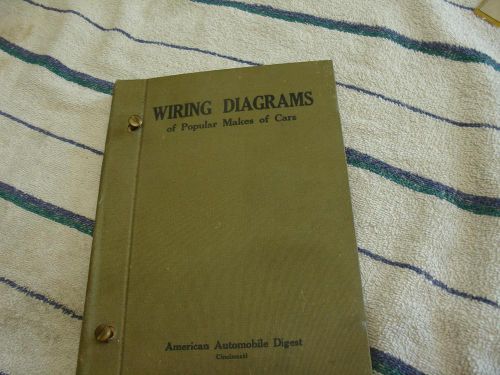 WIRING DIAGRAMS
of Popular Makes of Cars
American Automobile Digest
Cincinnati